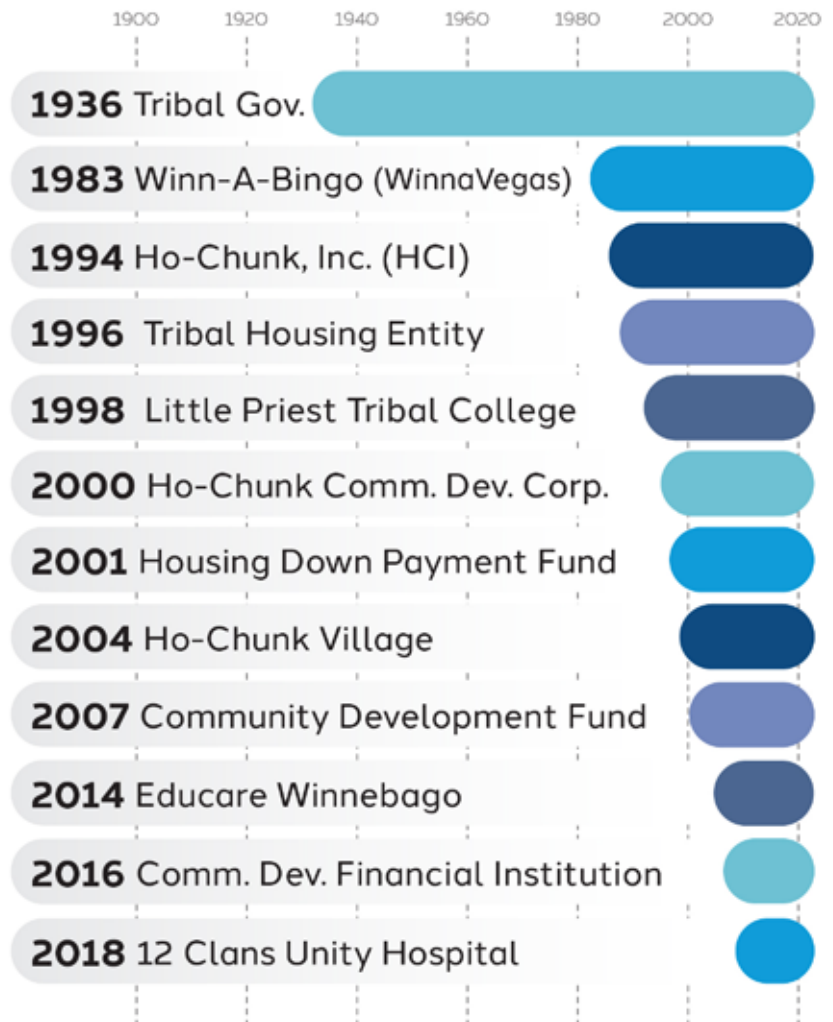 1900 1920 1940 1960 1980 2000 2020
1936 Tribal Gov.
1983 Winn-A-Bingo (WinnaVegas)
1994 Ho-Chunk, Inc. (HCI)
1996 Tribal Housing Entity
1998 Little Priest Tribal College
2000 Ho-Chunk Comm. Dev. Corp.
2001 Housing Down Payment Fund
2004 Ho-Chunk Village
2007 Community Development Fund
2014 Educare Winnebago
2016 Comm. Dev. Financial Institution
2018 12 Clans Unity Hospital